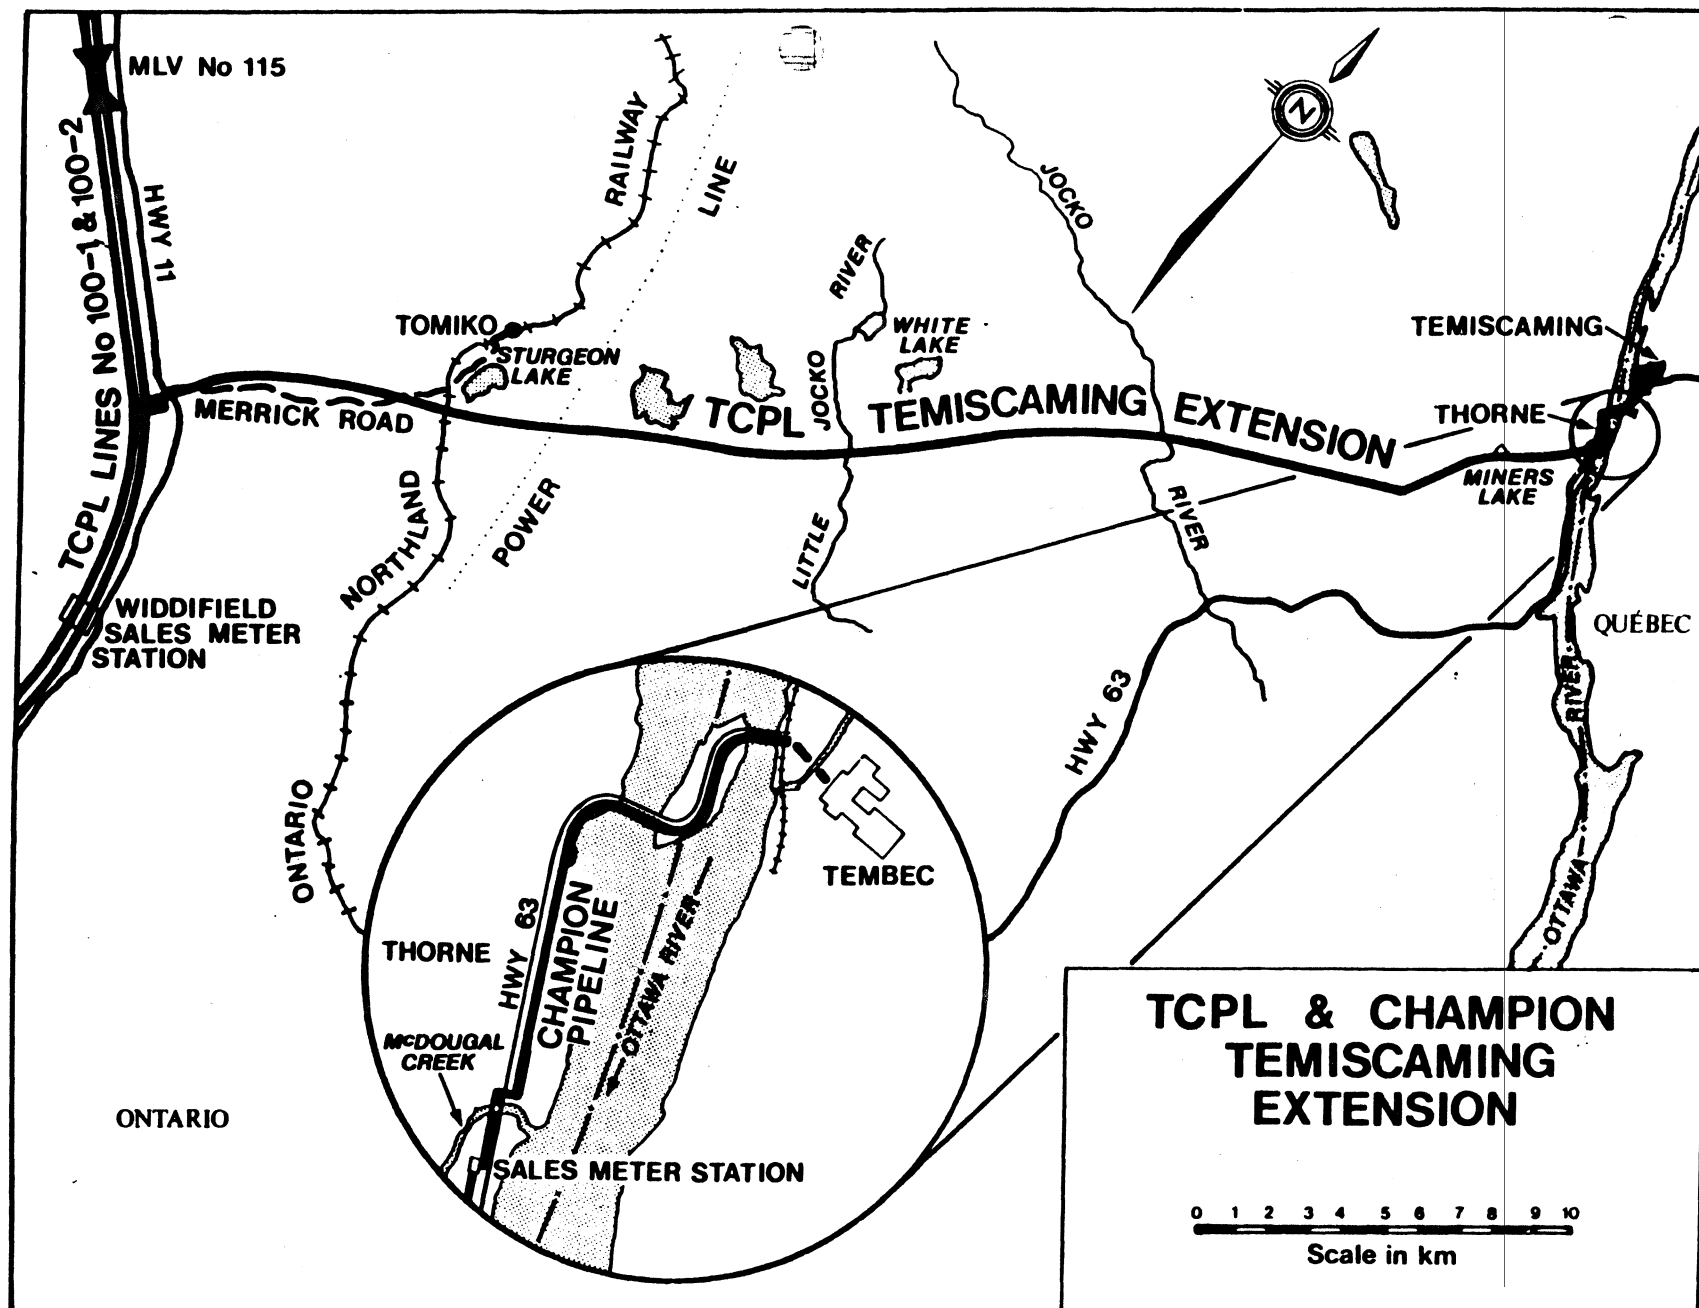 MLV No 115
TCPL LINES No 100-1, & 100-2
HWY 11
RAILWAY
LINE
N
JOCKO
RIVER
TOMIKO
STURGEON
LAKE
WHITE
LAKE
JOCKO
TEMISCAMING
MERRICK ROAD
TCPL TEMISCAMING EXTENSION
THORNE
MINERS
LAKE
NORTHLAND
POWER
LITTLE
RIVER
WIDDIFIELD
SALES METER
STATION
QUÉBEC
RIVER
HWY 63
ONTARIO
OTTAWA
TEMBEC
THORNE
HWY 63
CHAMPION
PIPELINE
OTTAWA RIVER
McDOUGAL
CREEK
SALES METER STATION
ONTARIO
TCPL & CHAMPION
TEMISCAMING
EXTENSION
0 1 2 3 4 5 6 7 8 9 10
Scale in km